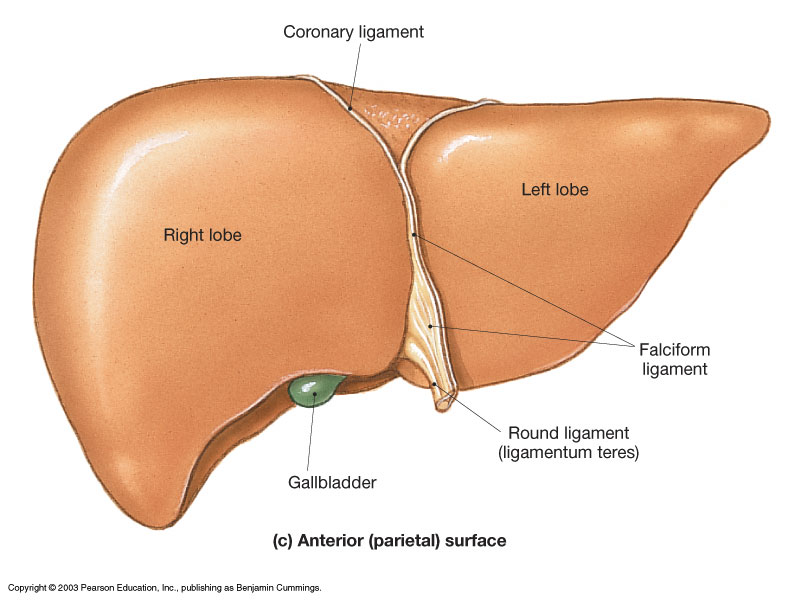 Coronary ligament
Left lobe
Right lobe
Falciform
ligament
Round ligament
(ligamentum teres)
Gallbladder
(c) Anterior (parietal) surface
Copyright © 2003 Pearson Education, Inc., publishing as Benjamin Cummings.